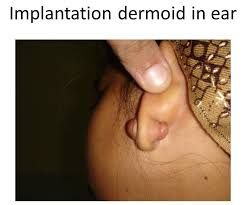 Implantation dermoid in ear